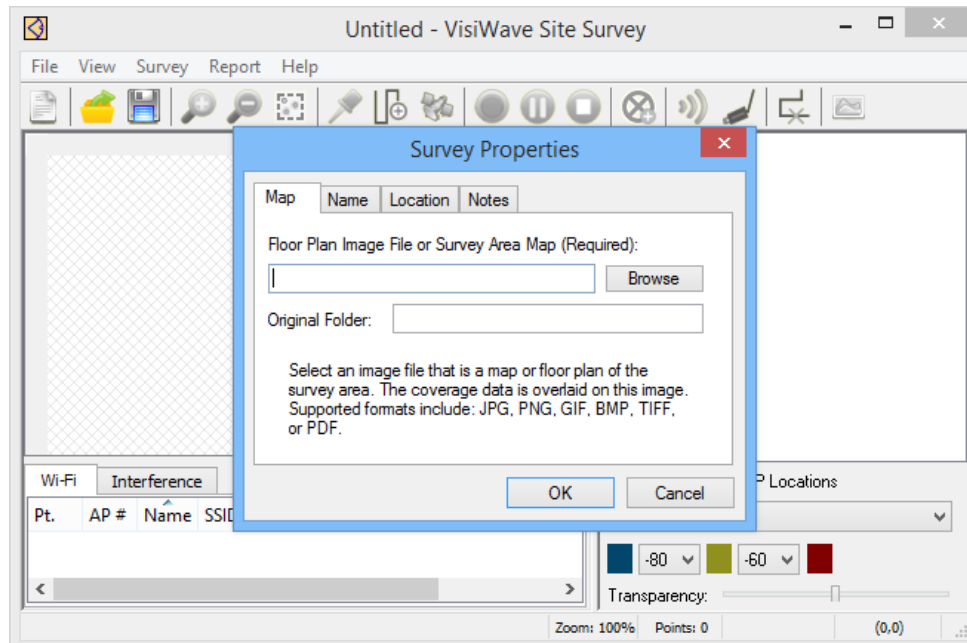 Untitled - VisiWave Site Survey
File View Survey Report Help
Survey Properties
Map Name Location Notes
Floor Plan Image File or Survey Area Map (Required):
Browse
Original Folder:
Select an image file that is a map or floor plan of the
survey area. The coverage data is overlaid on this image.
Supported formats include: JPG, PNG, GIF, BMP, TIFF,
or PDF.
OK Cancel
Wi-Fi Interference
P Locations
Pt. AP # Name SSID
-80 -60
Transparency:
Zoom: 100% Points: 0 (0,0)